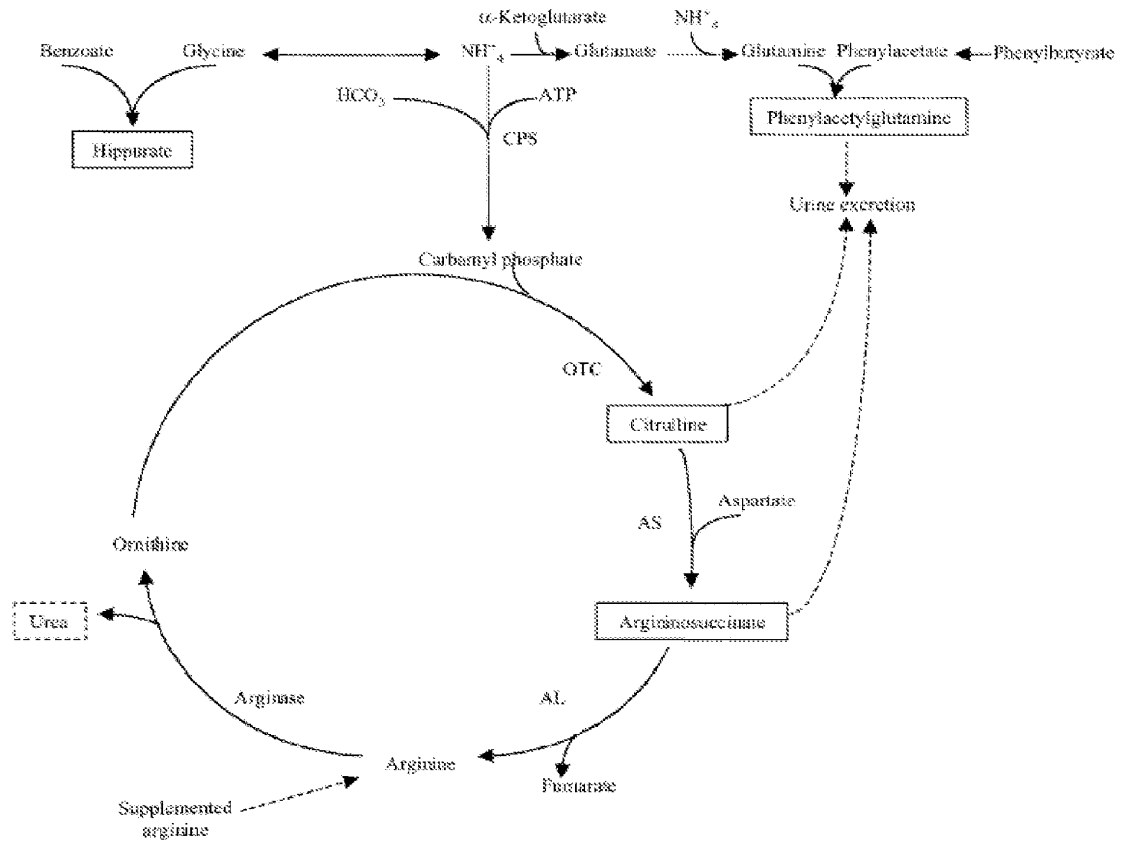 α-Ketoglutarate NH⁺₄
Benzoate Glycine NH⁺₄ Glutamate Glutamine Phenylacetate Phenylbutyrate
HCO₃ ATP
Phenylacetylglutamine
CPS
Hippurate
Urine excretion
Carbamyl phosphate
OTC
Citrulline
Aspartate
AS
Ornithine
Urea Argininosuccinate
Arginase AL
Arginine
Fumarate
Supplemented
arginine